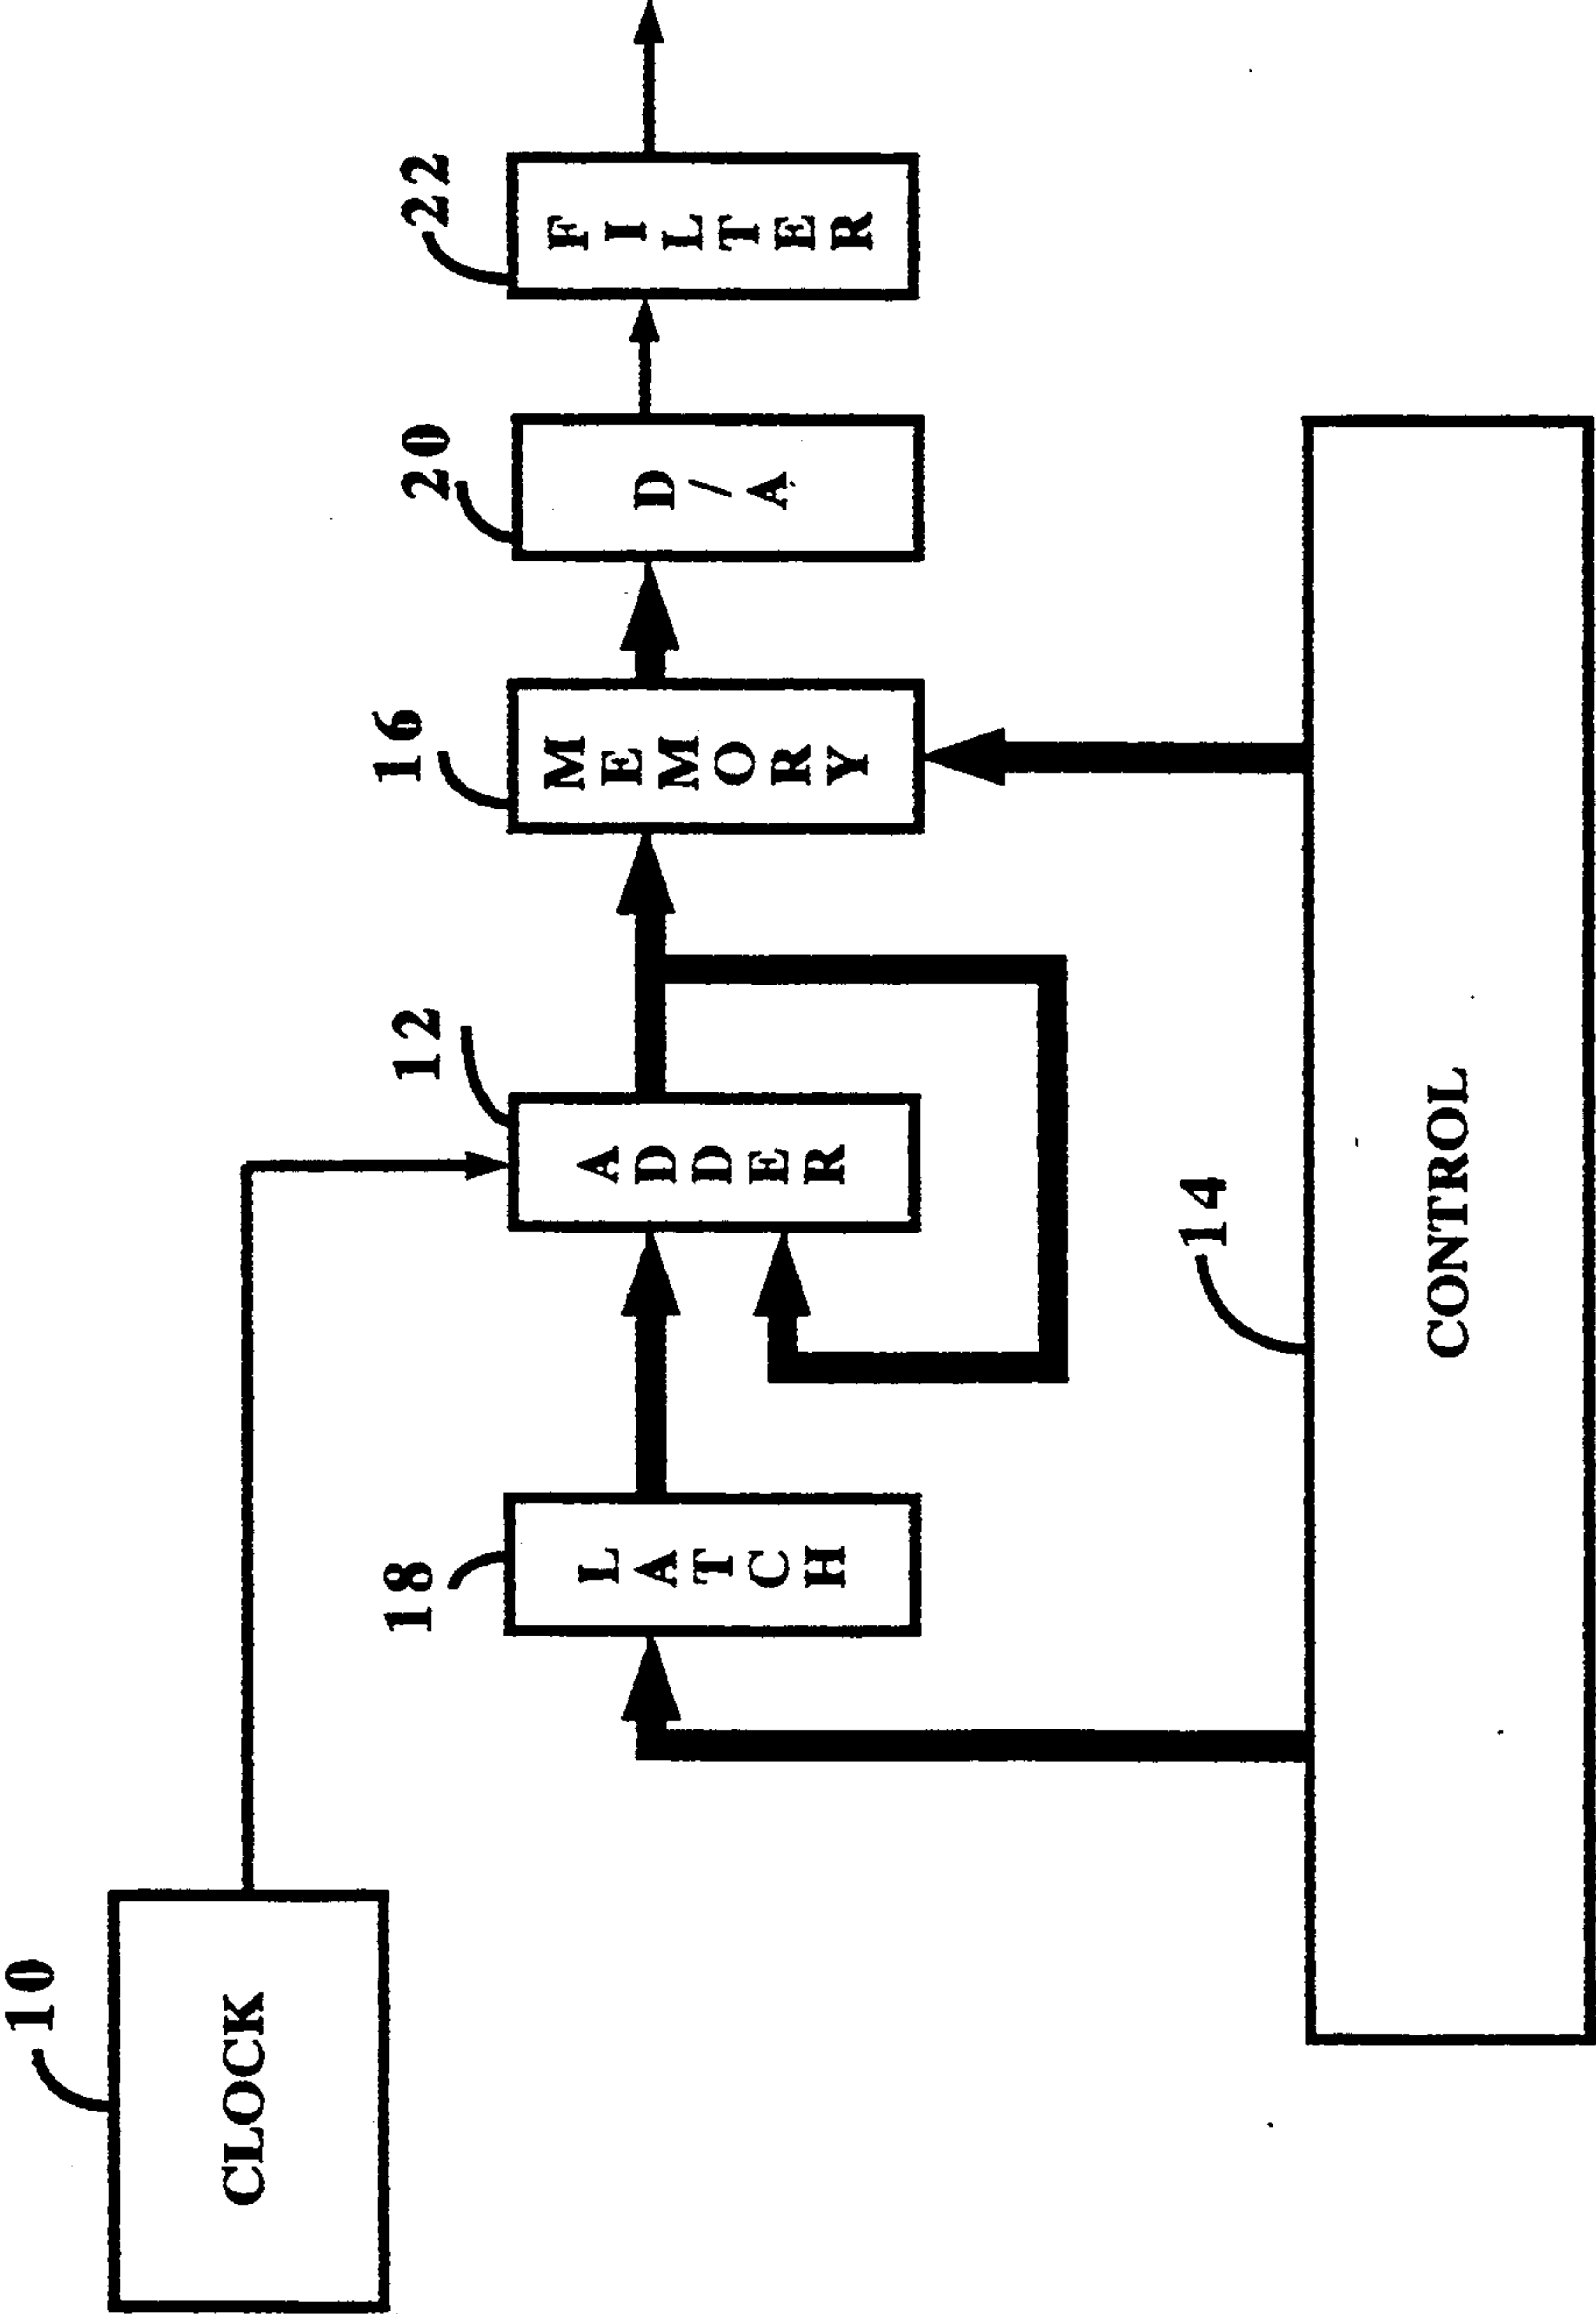 10
CLOCK
18
LATCH
12
ADDER
16
MEMORY
20
D/A
22
FILTER
14
CONTROL